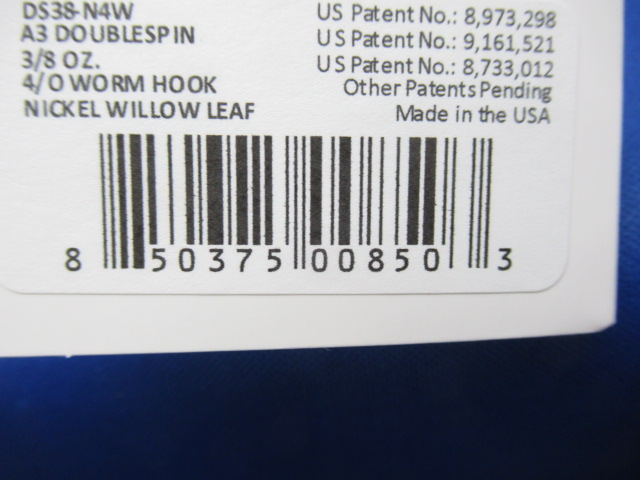 DS38-N4W
A3 DOUBLESPIN
3/8 OZ.
4/0 WORM HOOK
NICKEL WILLOW LEAF
US Patent No.: 8,973,298
US Patent No.: 9,161,521
US Patent No.: 8,733,012
Other Patents Pending
Made in the USA
8 50375 00850 3